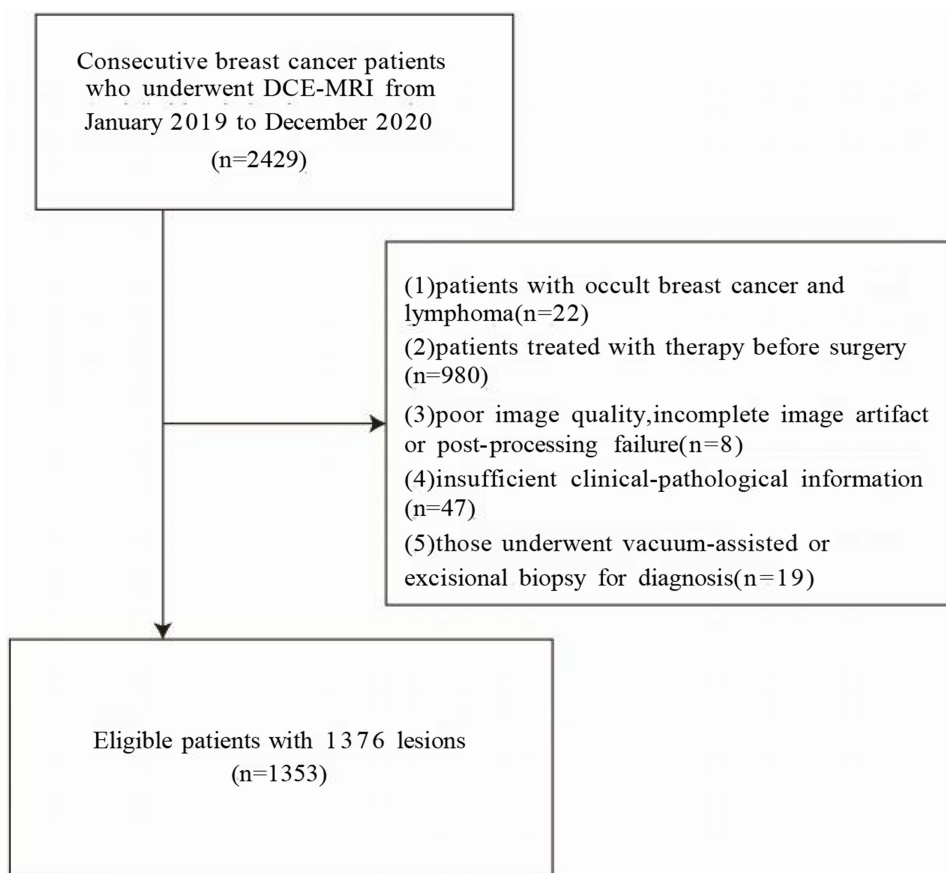 Consecutive breast cancer patients
who underwent DCE-MRI from
January 2019 to December 2020
(n=2429)
(1)patients with occult breast cancer and
lymphoma(n=22)
(2)patients treated with therapy before surgery
(n=980)
(3)poor image quality,incomplete image artifact
or post-processing failure(n=8)
(4)insufficient clinical-pathological information
(n=47)
(5)those underwent vacuum-assisted or
excisional biopsy for diagnosis(n=19)
Eligible patients with 1376 lesions
(n=1353)